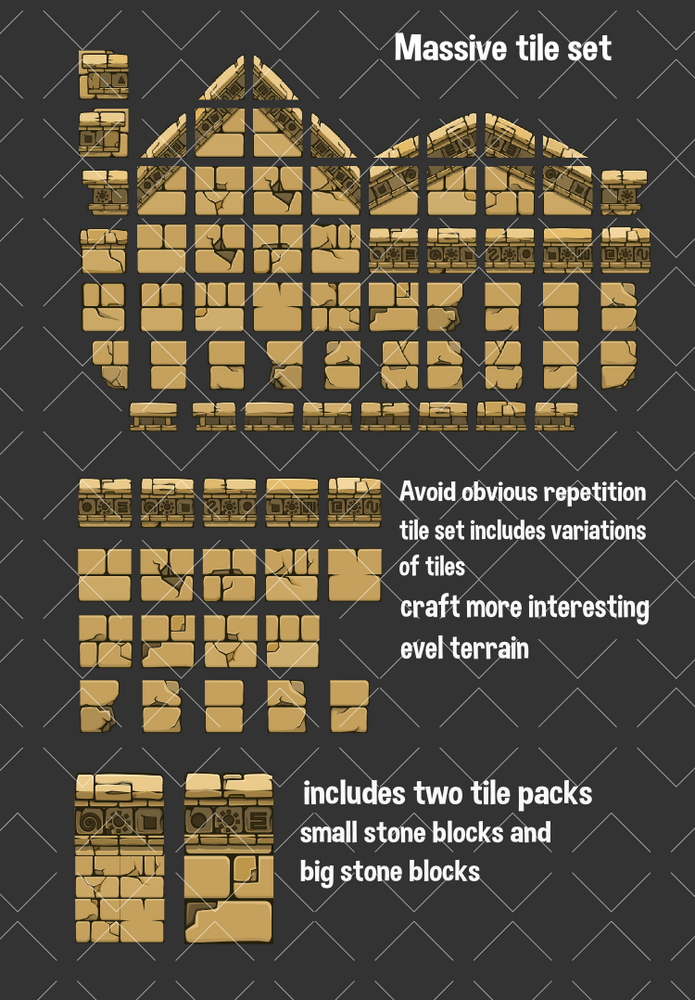 Massive tile set
Avoid obvious repetition
tile set includes variations
of tiles
craft more interesting
evel terrain
includes two tile packs
small stone blocks and
big stone blocks